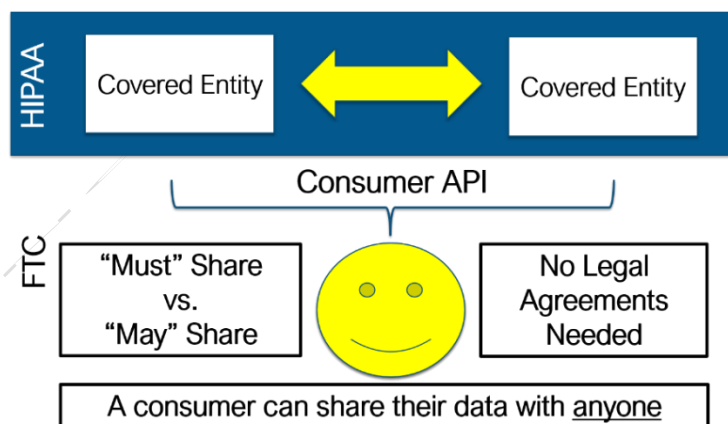 HIPAA
Covered Entity
Covered Entity
Consumer API
FTC
“Must” Share
vs.
“May” Share
No Legal
Agreements
Needed
A consumer can share their data with anyone